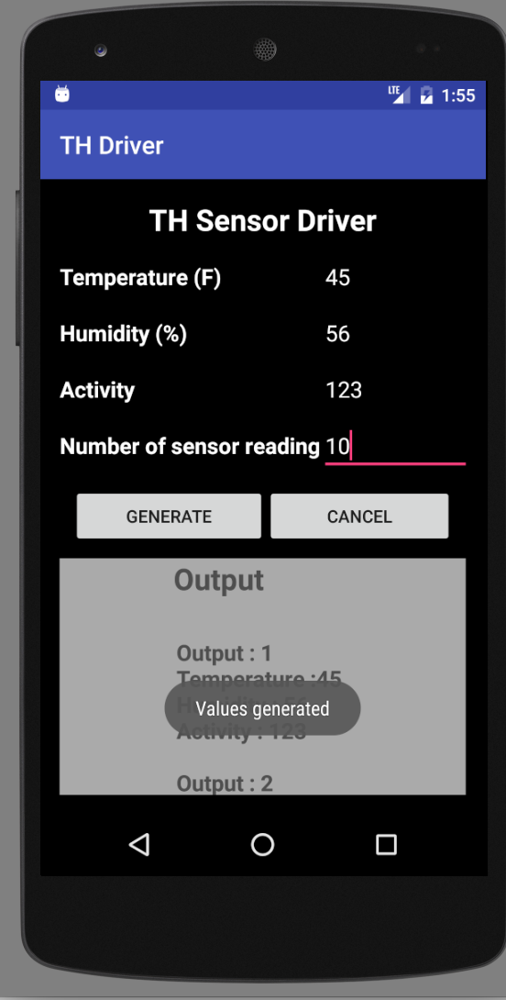 LTE 1:55
TH Driver
TH Sensor Driver
Temperature (F) 45
Humidity (%) 56
Activity 123
Number of sensor reading 10
GENERATE CANCEL
Output
Output : 1
Temperature :45
Values generated
Activity : 123
Output : 2